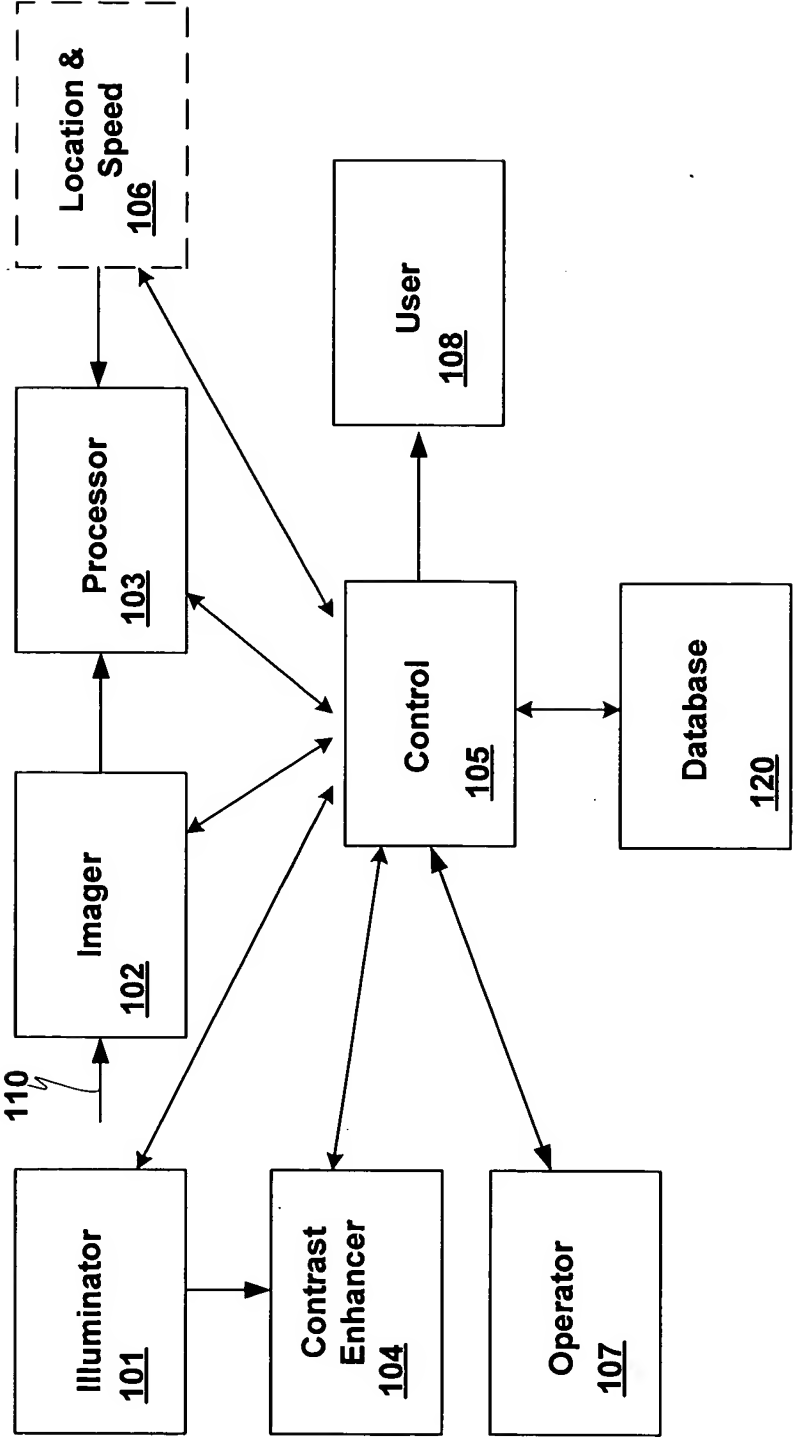 Illuminator
101
110
Imager
102
Processor
103
Location &
Speed
106
Contrast
Enhancer
104
Control
105
User
108
Operator
107
Database
120